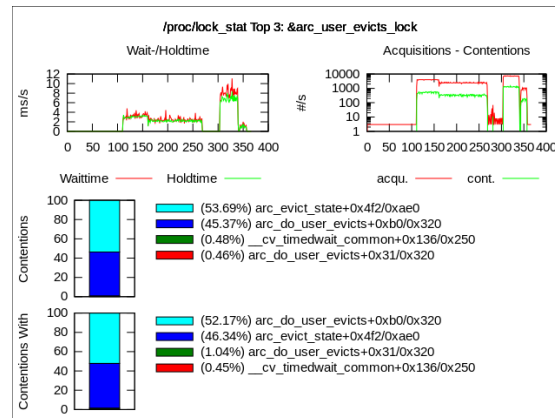 /proc/lock_stat Top 3: &arc_user_evicts_lock
Wait-/Holdtime
Acquisitions - Contentions
ms/s
12
10
8
6
4
2
0
0 50 100 150 200 250 300 350 400
#/s
10000
1000
100
10
1
0 50 100 150 200 250 300 350 400
Waittime Holdtime
acqu. cont.
Contentions
100
80
60
40
20
0
(53.69%) arc_evict_state+0x4f2/0xae0
(45.37%) arc_do_user_evicts+0xb0/0x320
(0.48%) __cv_timedwait_common+0x136/0x250
(0.46%) arc_do_user_evicts+0x31/0x320
Contentions With
100
80
60
40
20
0
(52.17%) arc_do_user_evicts+0xb0/0x320
(46.34%) arc_evict_state+0x4f2/0xae0
(1.04%) arc_do_user_evicts+0x31/0x320
(0.45%) __cv_timedwait_common+0x136/0x250